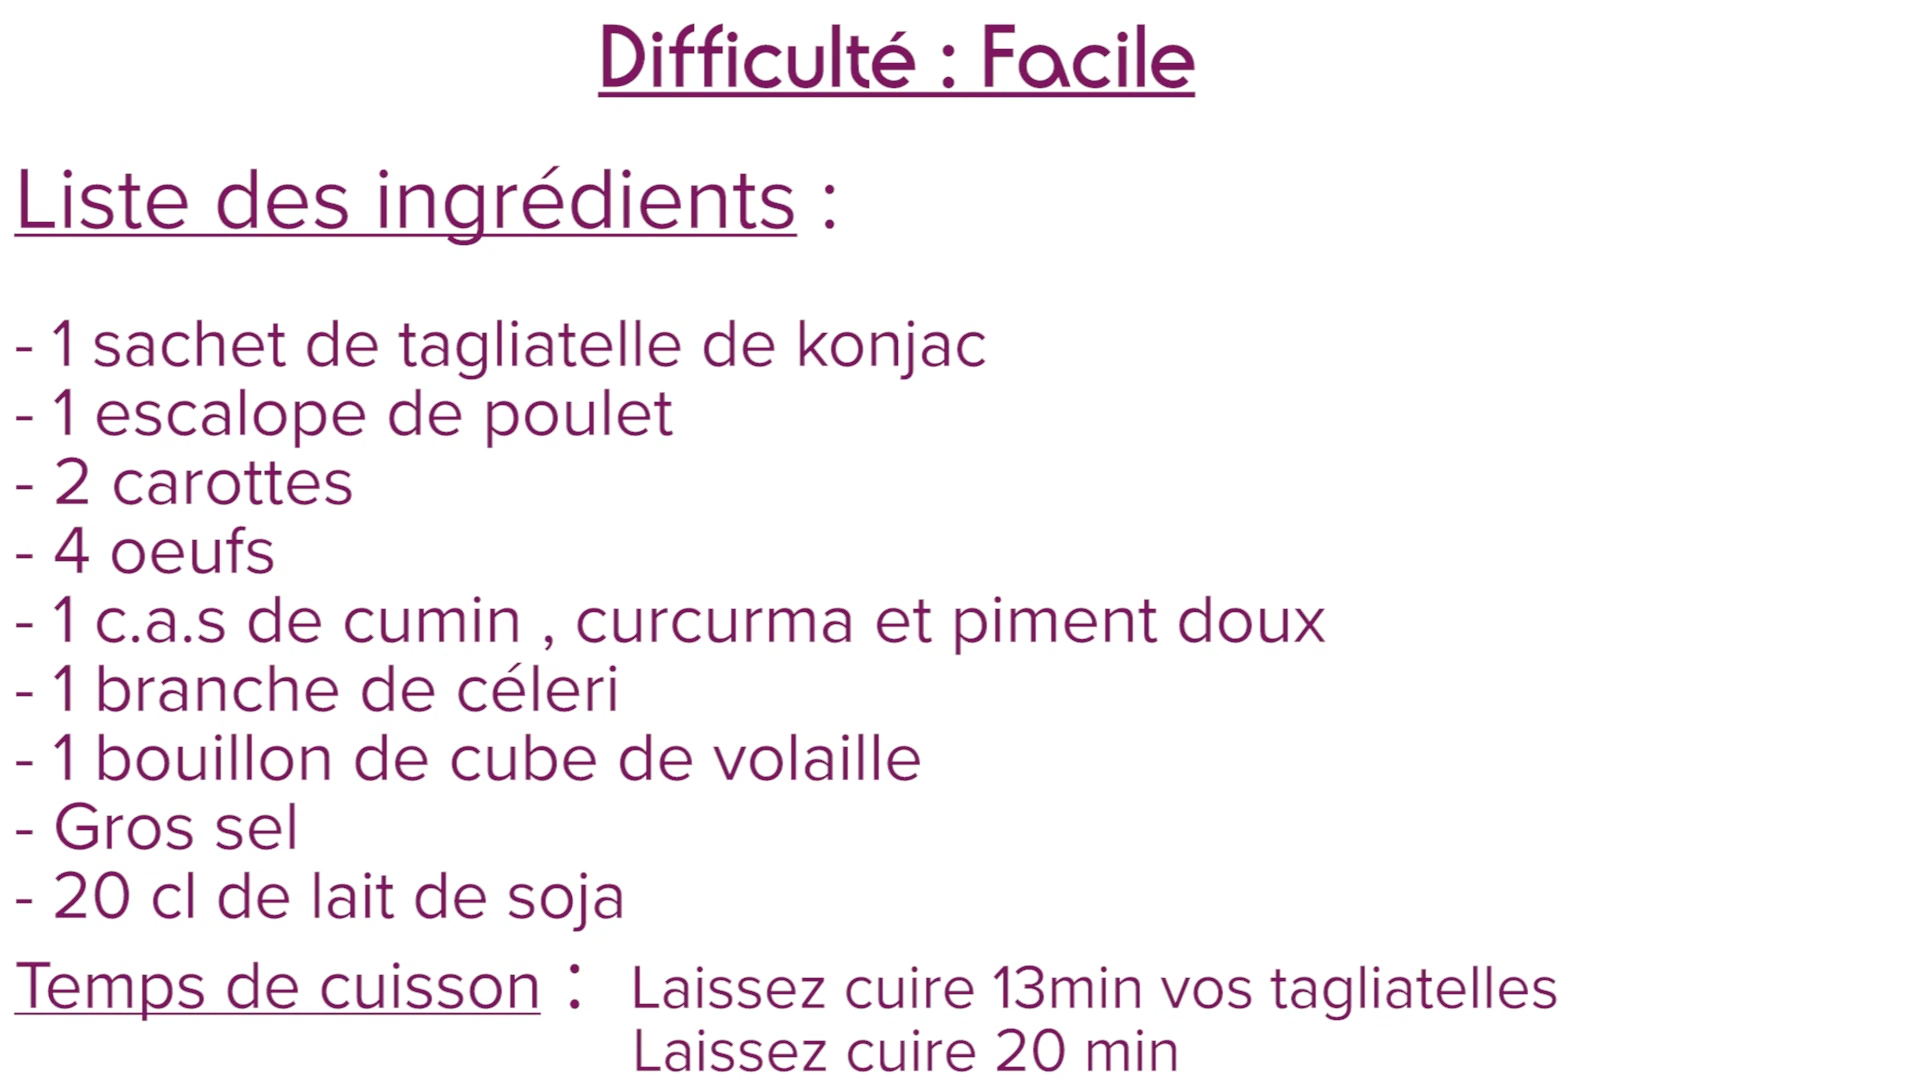 Difficulté : Facile
Liste des ingrédients :
- 1 sachet de tagliatelle de konjac
- 1 escalope de poulet
- 2 carottes
- 4 oeufs
- 1 c.a.s de cumin , curcurma et piment doux
- 1 branche de céleri
- 1 bouillon de cube de volaille
- Gros sel
- 20 cl de lait de soja
Temps de cuisson : Laissez cuire 13min vos tagliatelles
Laissez cuire 20 min